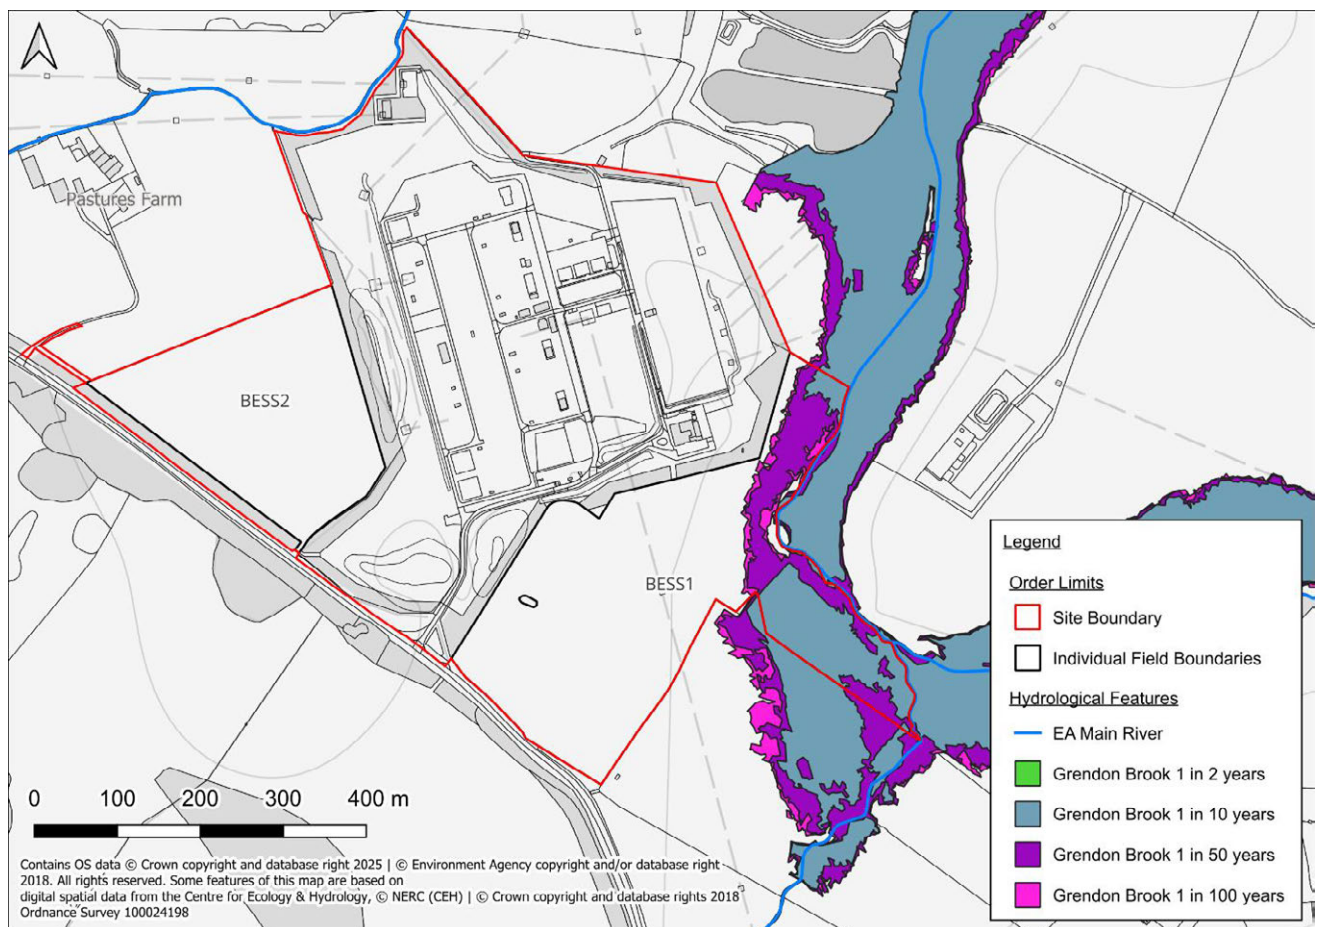 Pastures Farm
BESS2
BESS1
Legend
Order Limits
Site Boundary
Individual Field Boundaries
Hydrological Features
EA Main River
Grendon Brook 1 in 2 years
Grendon Brook 1 in 10 years
Grendon Brook 1 in 50 years
Grendon Brook 1 in 100 years
0 100 200 300 400 m
Contains OS data © Crown copyright and database right 2025 | © Environment Agency copyright and/or database right
2018. All rights reserved. Some features of this map are based on
digital spatial data from the Centre for Ecology & Hydrology, © NERC (CEH) | © Crown copyright and database rights 2018
Ordnance Survey 100024198